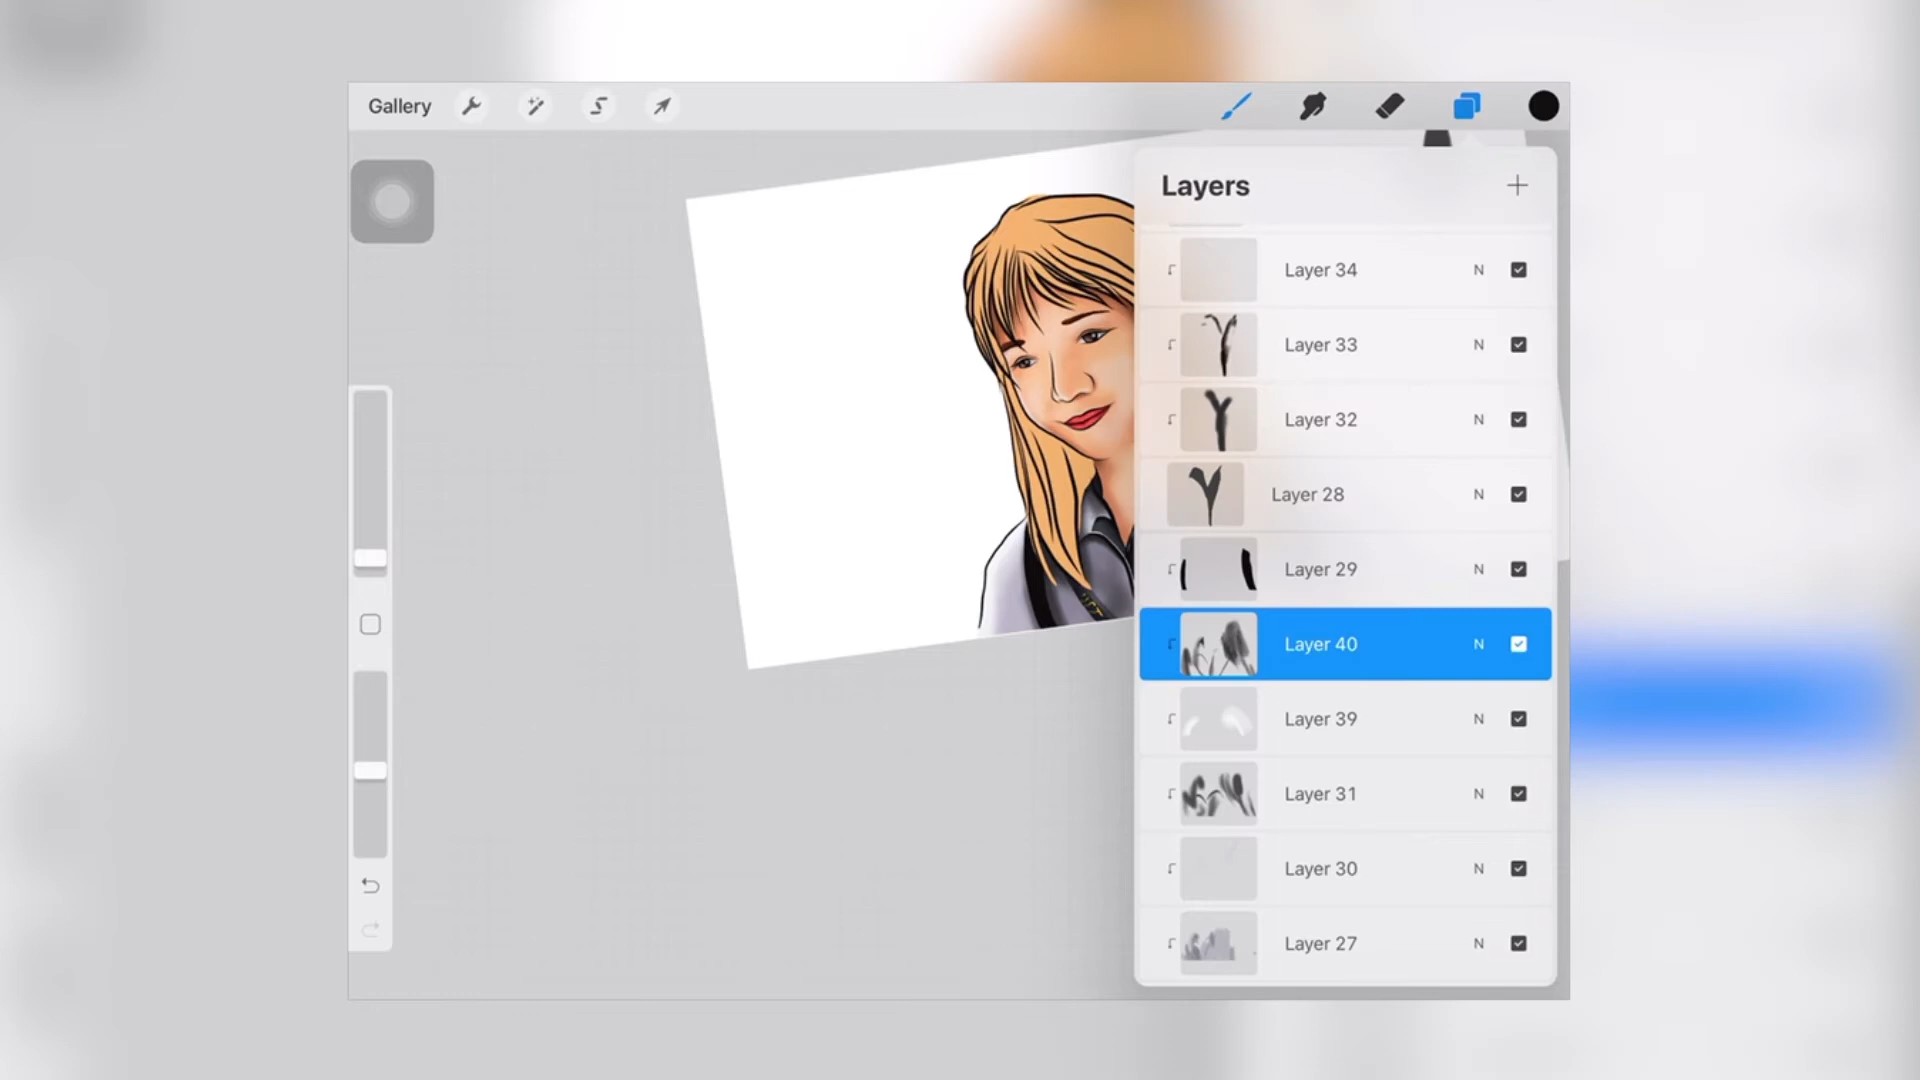 Gallery
Layers
Layer 34 N
Layer 33 N
Layer 32 N
Layer 28 N
Layer 29 N
Layer 40 N
Layer 39 N
Layer 31 N
Layer 30 N
Layer 27 N